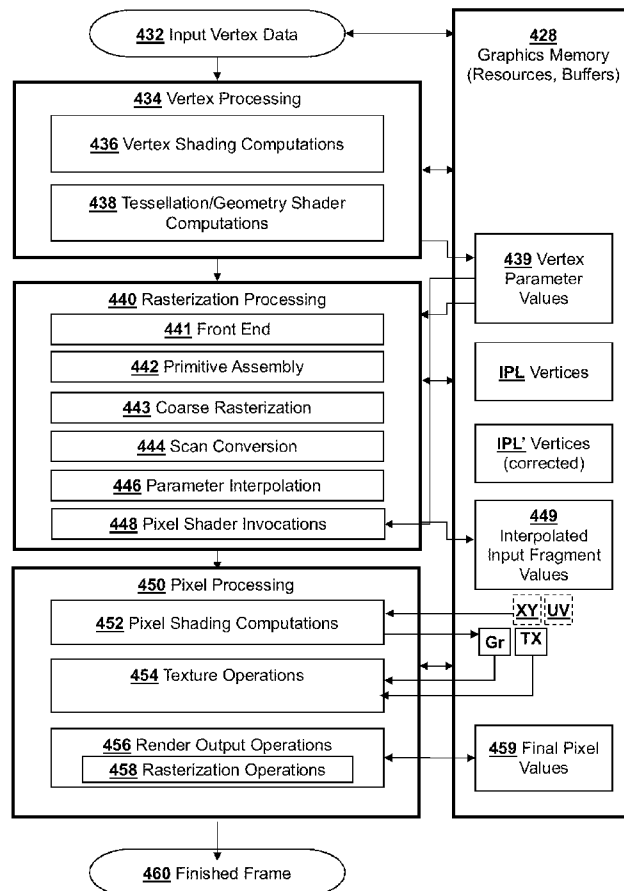 432 Input Vertex Data
434 Vertex Processing
436 Vertex Shading Computations
438 Tessellation/Geometry Shader
Computations
440 Rasterization Processing
441 Front End
442 Primitive Assembly
443 Coarse Rasterization
444 Scan Conversion
446 Parameter Interpolation
448 Pixel Shader Invocations
450 Pixel Processing
452 Pixel Shading Computations
454 Texture Operations
456 Render Output Operations
458 Rasterization Operations
460 Finished Frame
428
Graphics Memory
(Resources, Buffers)
439 Vertex
Parameter
Values
IPL Vertices
IPL' Vertices
(corrected)
449
Interpolated
Input Fragment
Values
XY UV
Gr TX
459 Final Pixel
Values